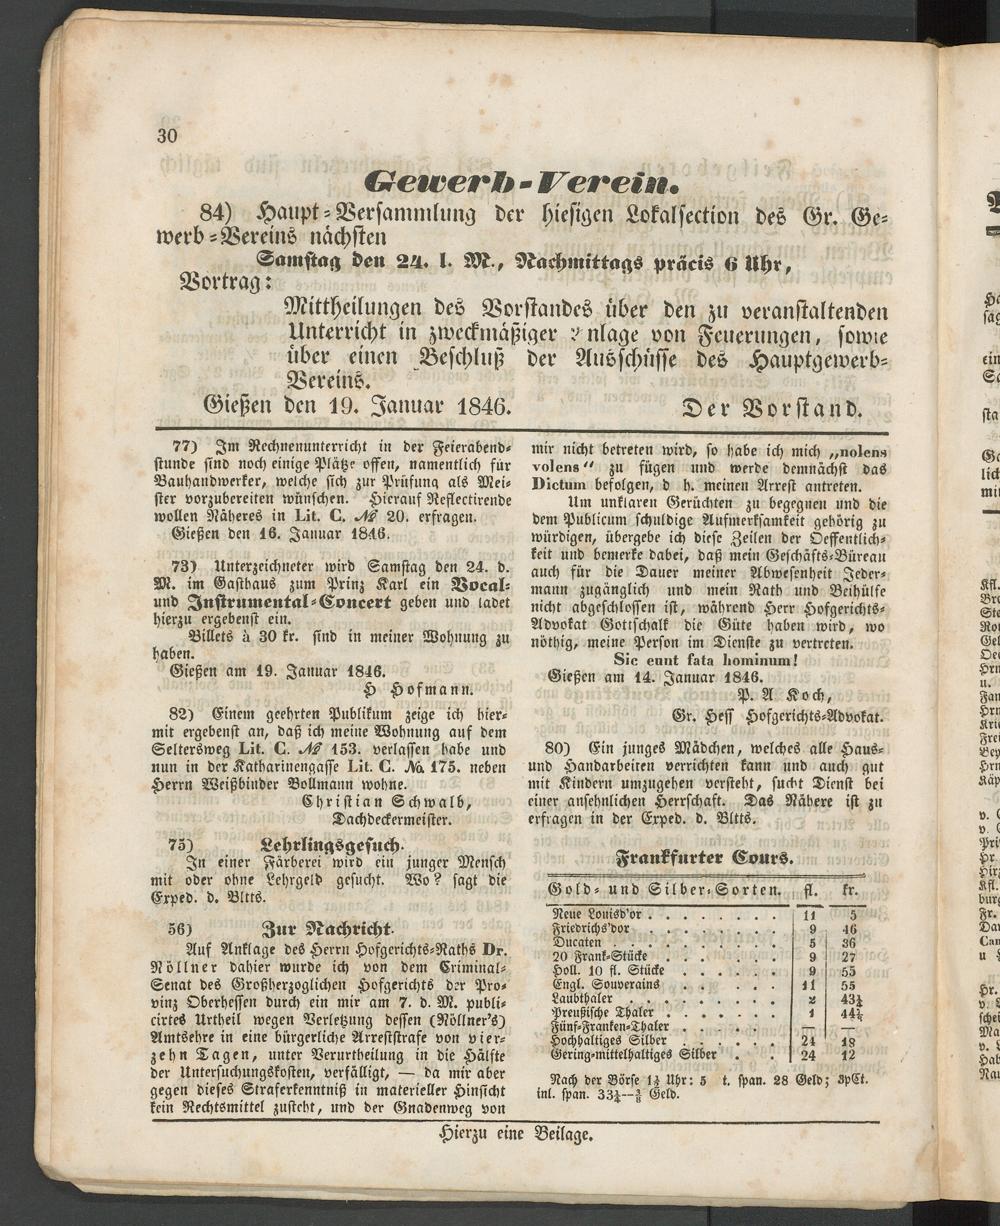 30
Gewerb-Verein.
84) Haupt-Versammlung der hiesigen Lokalsection des Gr. Ge-
werb-Vereins nächsten
Samstag den 24. l. M., Nachmittags präcis 6 Uhr,
Vortrag:
Mittheilungen des Vorstandes über den zu veranstaltenden
Unterricht in zweckmäßiger nlage von Feuerungen, sowie
über einen Beschluß der Ausschüsse des Hauptgewerb-
Vereins.
Gießen den 19. Januar 1846. Der Vorstand.
77) Im Rechnenunterricht in der Feierabend-
stunde sind noch einige Plätze offen, namentlich für
Bauhandwerker, welche sich zur Prüfung als Mei-
ster vorzubereiten wünschen. Hierauf Reflectirende
wollen Näheres in Lit. C. № 20. erfragen.
Gießen den 16. Januar 1846.
73) Unterzeichneter wird Samstag den 24. d.
M. im Gasthaus zum Prinz Karl ein Vocal-
und Instrumental-Concert geben und ladet
hierzu ergebenst ein.
Billets à 30 kr. sind in meiner Wohnung zu
haben.
Gießen am 19. Januar 1846.
H Hofmann.
82) Einem geehrten Publikum zeige ich hier-
mit ergebenst an, daß ich meine Wohnung auf dem
Seltersweg Lit. C. № 153. verlassen habe und
nun in der Katharinengasse Lit. C. No. 175. neben
Herrn Weißbinder Vollmann wohne.
Christian Schwalb,
Dachdeckermeister.
75) Lehrlingsgesuch.
In einer Färberei wird ein junger Mensch
mit oder ohne Lehrgeld gesucht. Wo? sagt die
Exped. d. Bltts.
56) Zur Nachricht.
Auf Anklage des Herrn Hofgerichts-Raths Dr.
Nöllner dahier wurde ich von dem Criminal-
Senat des Großherzoglichen Hofgerichts der Pro-
vinz Oberhessen durch ein mir am 7. d. M. publi-
cirtes Urtheil wegen Verletzung dessen (Nöllner's)
Amtsehre in eine bürgerliche Arreststrafe von vier-
zehn Tagen, unter Verurtheilung in die Hälfte
der Untersuchungskosten, verfälligt, — da mir aber
gegen dieses Straferkenntniß in materieller Hinsicht
kein Rechtsmittel zusteht, und der Gnadenweg von
mir nicht betreten wird, so habe ich mich „nolens
volens“ zu fügen und werde demnächst das
Dictum befolgen, d h. meinen Arrest antreten.
Um unklaren Gerüchten zu begegnen und die
dem Publicum schuldige Aufmerksamkeit gehörig zu
würdigen, übergebe ich diese Zeilen der Oeffentlich-
keit und bemerke dabei, daß mein Geschäfts-Büreau
auch für die Dauer meiner Abwesenheit Jeder-
mann zugänglich und mein Rath und Beihülfe
nicht abgeschlossen ist, während Herr Hofgerichts-
Advokat Gottschalk die Güte haben wird, wo
nöthig, meine Person im Dienste zu vertreten.
Sic eunt fata hominum!
Gießen am 14. Januar 1846.
P. A Koch,
Gr. Hess Hofgerichts-Advokat.
80) Ein junges Mädchen, welches alle Haus-
und Handarbeiten verrichten kann und auch gut
mit Kindern umzugehen versteht, sucht Dienst bei
einer ansehnlichen Herrschaft. Das Nähere ist zu
erfragen in der Exped. d. Bltts.
Frankfurter Cours.
Gold- und Silber-Sorten. fl. kr.
Neue Louisd'or . . . . . . . 11 5
Friedrichs'dor . . . . . . . 9 46
Ducaten . . . . . . . 5 36
20 Frank-Stücke . . . . . . 9 27
Holl. 10 fl. Stücke . . . . . 9 55
Engl. Souverains . . . . . 11 55
Laubthaler . . . . . . . 2 43½
Preußische Thaler . . . . . . 1 44½
Fünf-Franken-Thaler . . . . . — —
Hochhaltiges Silber . . . . . 24 18
Gering-mittelhaltiges Silber . . 24 12
Nach der Börse 1½ Uhr: 5 t. span. 28 Geld; 3pCt.
inl. span. 33¼—⅜ Geld.
Hierzu eine Beilage.